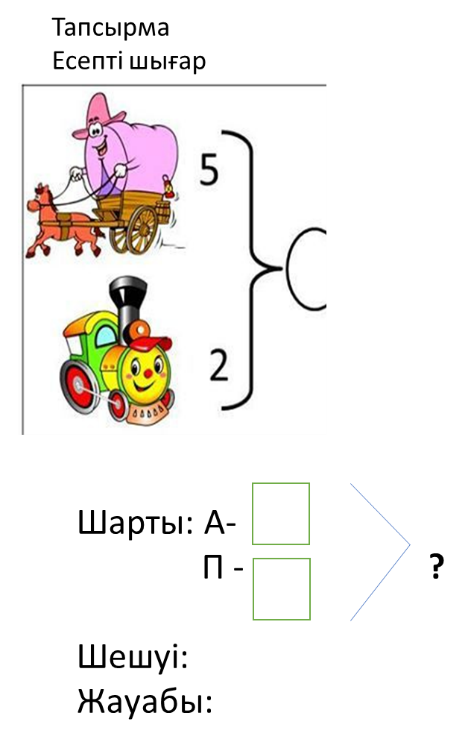 Тапсырма
Есепті шығар
5
2
Шарты: А-
П -
?
Шешуі:
Жауабы: